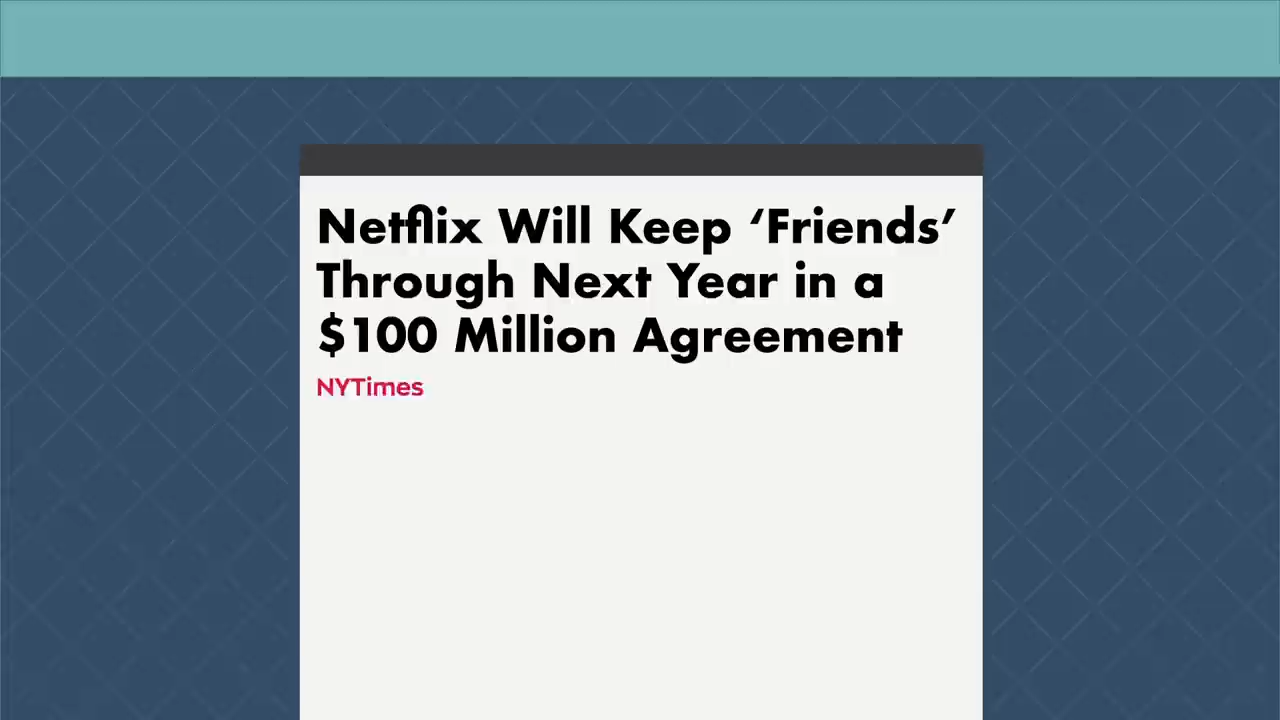 Netflix Will Keep ‘Friends’
Through Next Year in a
$100 Million Agreement
NYTimes